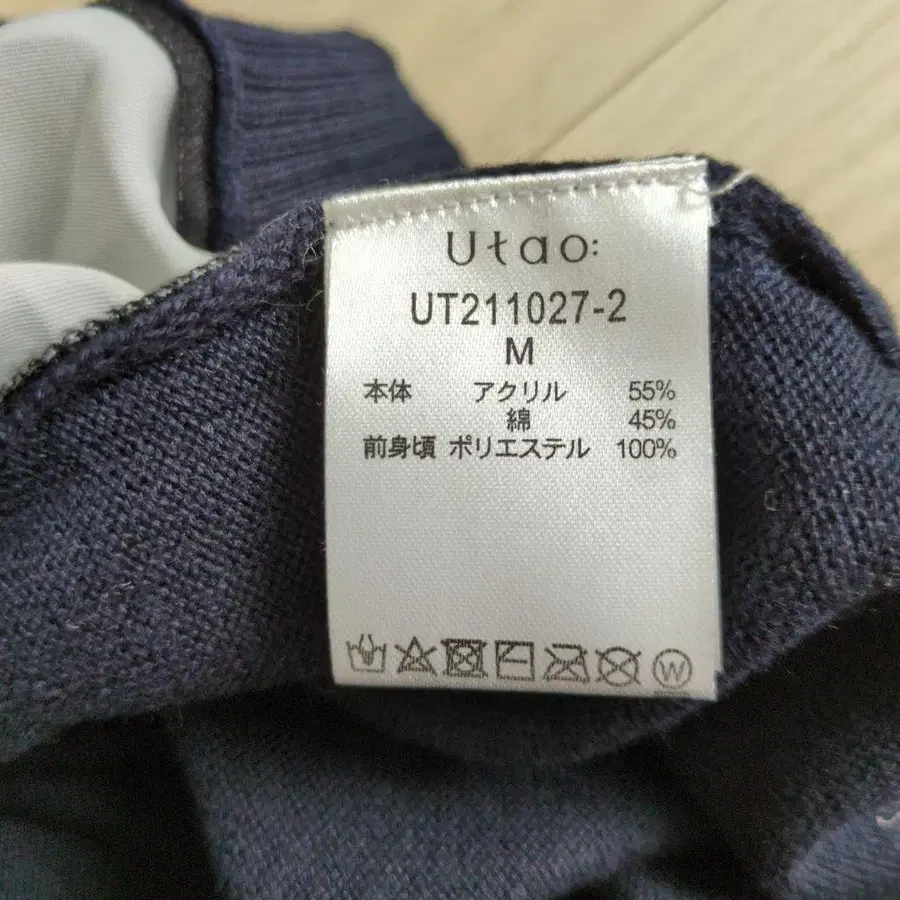 Utao:
UT211027-2
M
本体 アクリル 55%
綿 45%
前身頃 ポリエステル 100%
W